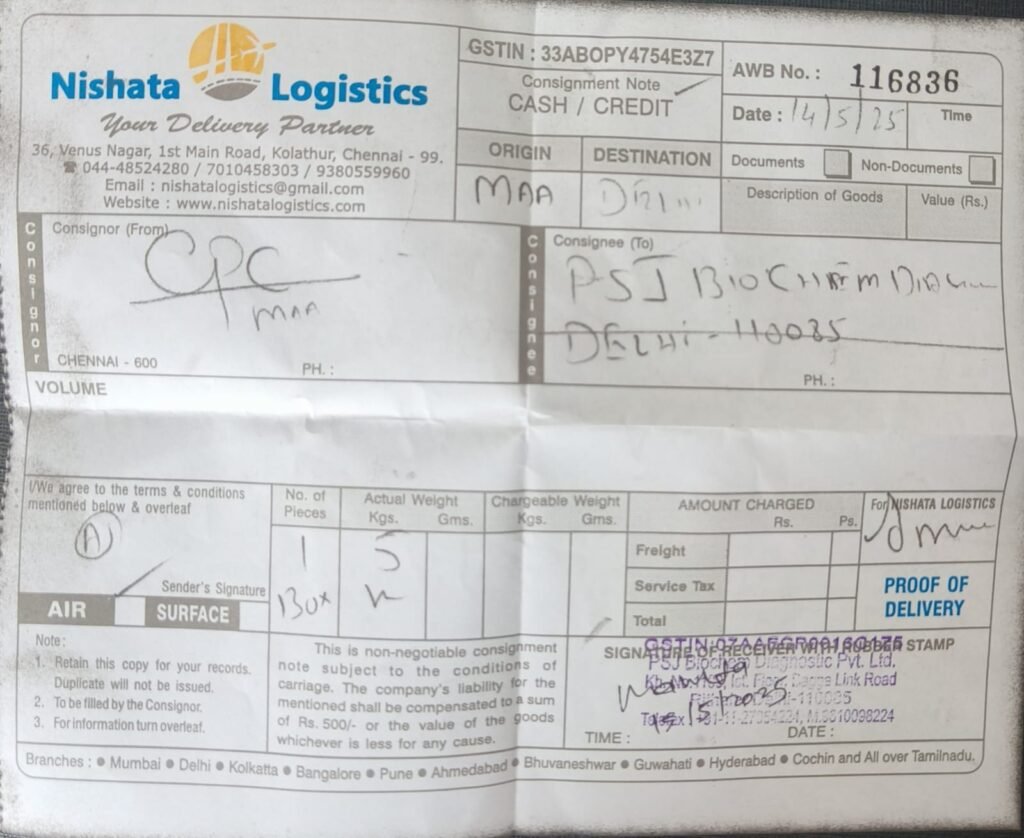 Nishata Logistics
Your Delivery Partner
36, Venus Nagar, 1st Main Road, Kolathur, Chennai - 99.
☎ 044-48524280 / 7010458303 / 9380559960
Email : nishatalogistics@gmail.com
Website : www.nishatalogistics.com
GSTIN : 33ABOPY4754E3Z7
Consignment Note
CASH / CREDIT
AWB No. : 116836
Date : 14/5/25 Time
ORIGIN DESTINATION
MAA DELHI
Documents Non-Documents
Description of Goods Value (Rs.)
Consignor
Consignor (From)
CPC
MAA
CHENNAI - 600 PH. :
Consignee
Consignee (To)
PSJ BIOCHEM
DELHI - 110035
PH. :
VOLUME
I/We agree to the terms & conditions
mentioned below & overleaf
A
Sender's Signature
AIR SURFACE
No. of Pieces
1
Box
Actual Weight
Kgs. Gms.
5
Chargeable Weight
Kgs. Gms.
AMOUNT CHARGED
Rs. Ps.
Freight
Service Tax
Total
For NISHATA LOGISTICS
PROOF OF
DELIVERY
Note :
1. Retain this copy for your records.
Duplicate will not be issued.
2. To be filled by the Consignor.
3. For information turn overleaf.
This is non-negotiable consignment
note subject to the conditions of
carriage. The company's liability for the
mentioned shall be compensated to a sum
of Rs. 500/- or the value of the goods
whichever is less for any cause.
SIGNATURE OF RECEIVER WITH RUBBER STAMP
PSJ Biochem Diagnostic Pvt. Ltd.
Link Road
TIME : DATE :
Branches : ● Mumbai ● Delhi ● Kolkatta ● Bangalore ● Pune ● Ahmedabad ● Bhuvaneshwar ● Guwahati ● Hyderabad ● Cochin and All over Tamilnadu.